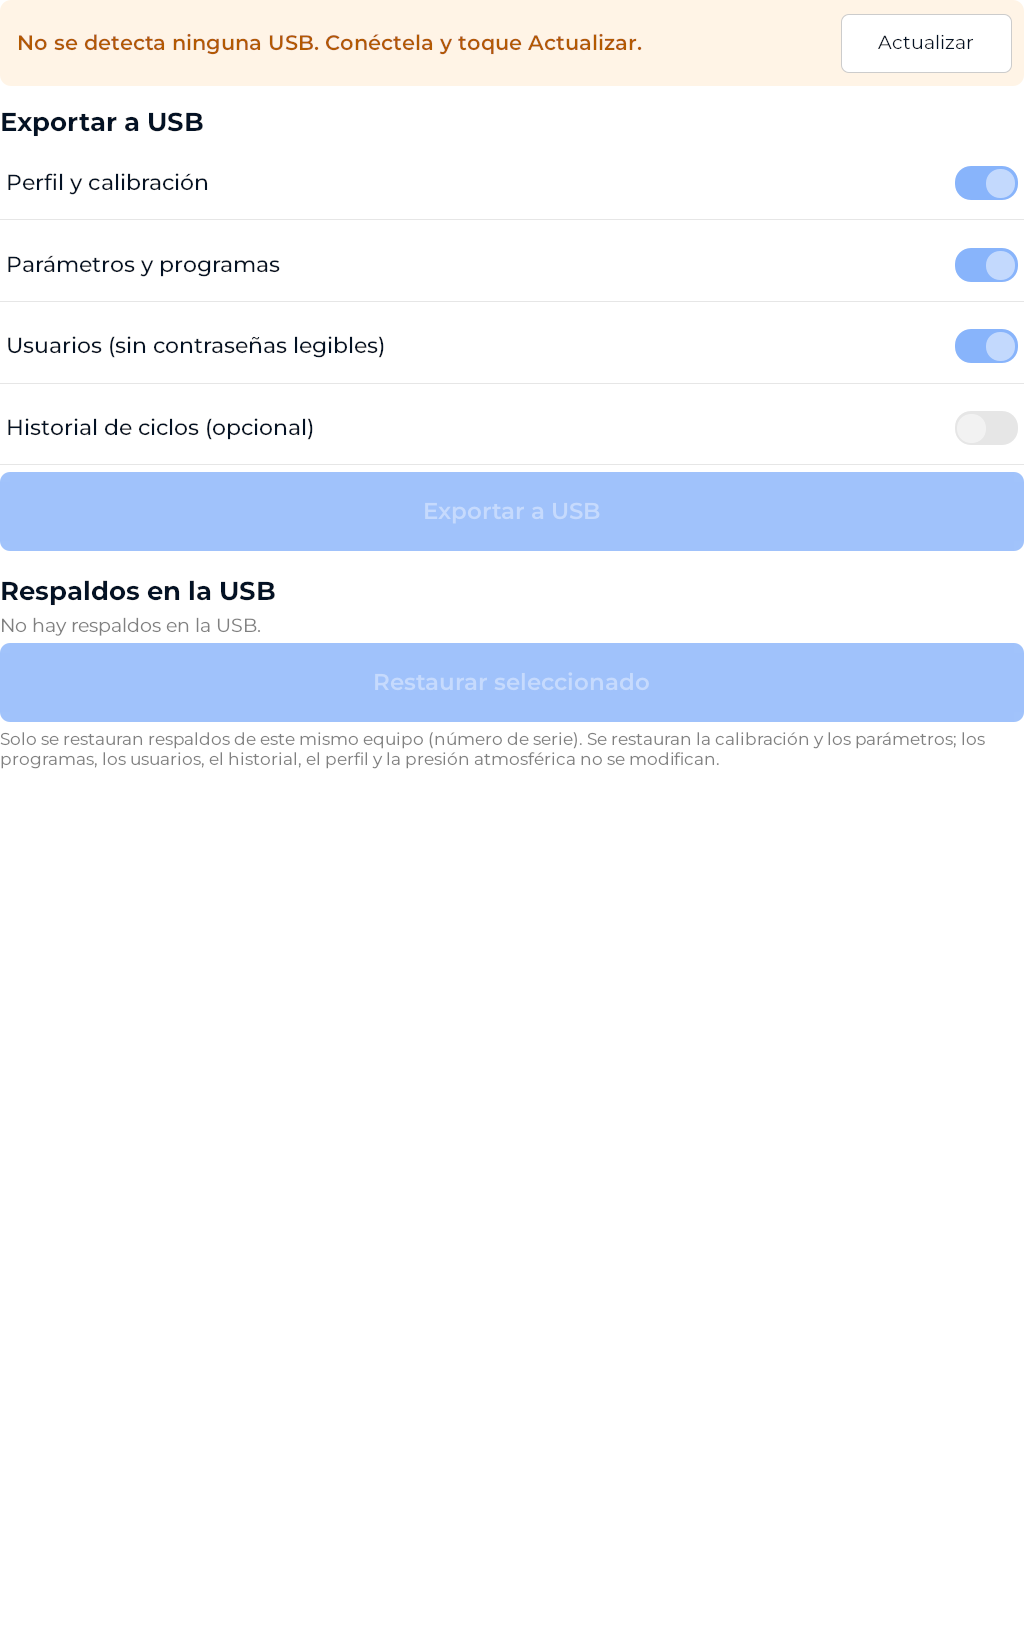 No se detecta ninguna USB. Conéctela y toque Actualizar.
Actualizar
Exportar a USB
Perfil y calibración
Parámetros y programas
Usuarios (sin contraseñas legibles)
Historial de ciclos (opcional)
Exportar a USB
Respaldos en la USB
No hay respaldos en la USB.
Restaurar seleccionado
Solo se restauran respaldos de este mismo equipo (número de serie). Se restauran la calibración y los parámetros; los
programas, los usuarios, el historial, el perfil y la presión atmosférica no se modifican.